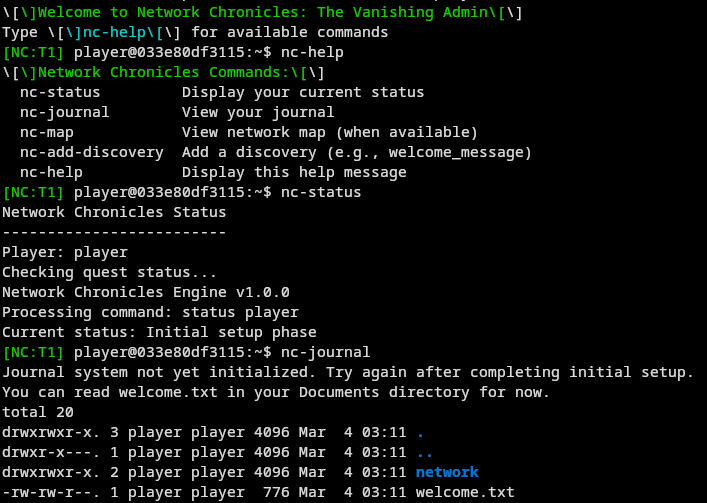 \[\]Welcome to Network Chronicles: The Vanishing Admin\[\]
Type \[\]nc-help\[\] for available commands
[NC:T1] player@033e80df3115:~$ nc-help
\[\]Network Chronicles Commands:\[\]
  nc-status         Display your current status
  nc-journal        View your journal
  nc-map            View network map (when available)
  nc-add-discovery  Add a discovery (e.g., welcome_message)
  nc-help           Display this help message
[NC:T1] player@033e80df3115:~$ nc-status
Network Chronicles Status
-------------------------
Player: player
Checking quest status...
Network Chronicles Engine v1.0.0
Processing command: status player
Current status: Initial setup phase
[NC:T1] player@033e80df3115:~$ nc-journal
Journal system not yet initialized. Try again after completing initial setup.
You can read welcome.txt in your Documents directory for now.
total 20
drwxrwxr-x. 3 player player 4096 Mar  4 03:11 .
drwxr-x---. 1 player player 4096 Mar  4 03:11 ..
drwxrwxr-x. 2 player player 4096 Mar  4 03:11 network
-rw-rw-r--. 1 player player  776 Mar  4 03:11 welcome.txt